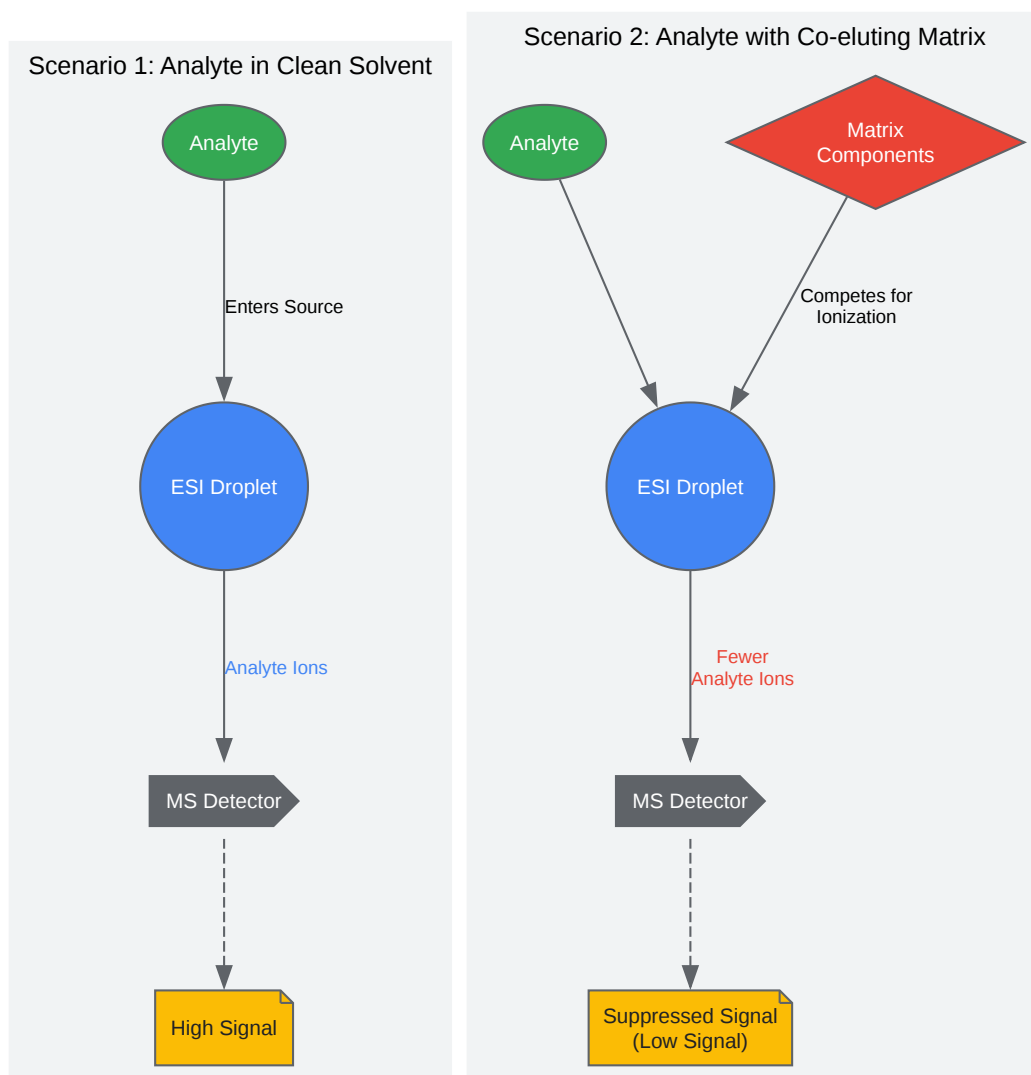 Scenario 1: Analyte in Clean Solvent
Analyte
Enters Source
ESI Droplet
Analyte Ions
MS Detector
High Signal
Scenario 2: Analyte with Co-eluting Matrix
Analyte
Matrix
Components
Competes for
Ionization
ESI Droplet
Fewer
Analyte Ions
MS Detector
Suppressed Signal
(Low Signal)